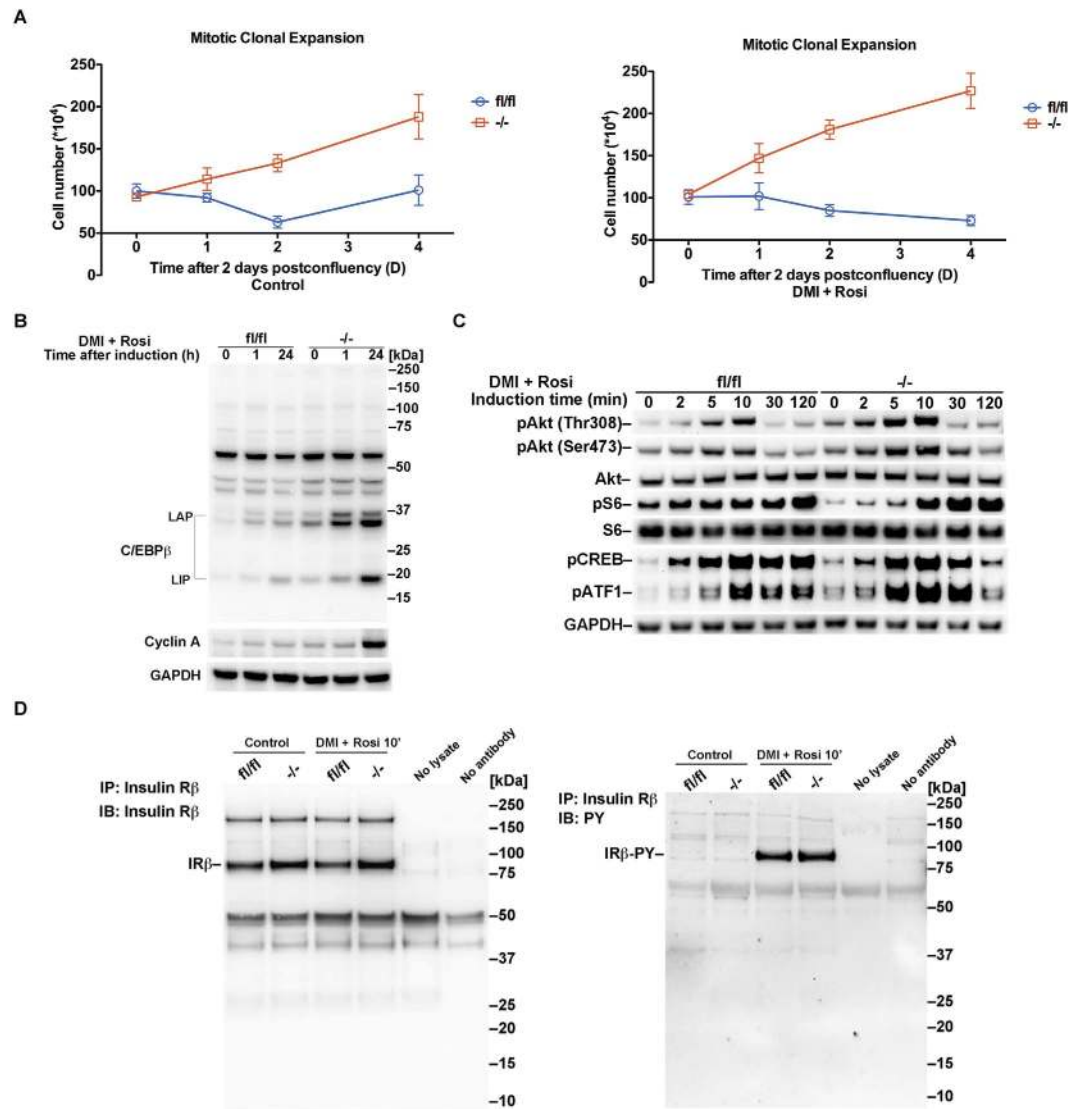 A
Mitotic Clonal Expansion
250
200
150
100
50
0
Cell number (*10⁴)
0 1 2 3 4
Time after 2 days postconfluency (D)
Control
fl/fl
-/-
Mitotic Clonal Expansion
250
200
150
100
50
0
Cell number (*10⁴)
0 1 2 3 4
Time after 2 days postconfluency (D)
DMI + Rosi
fl/fl
-/-
B
DMI + Rosi fl/fl -/-
Time after induction (h) 0 1 24 0 1 24 [kDa]
–250
–150
–100
–75
–50
LAP –37
C/EBPβ –25
LIP –20
–15
Cyclin A
GAPDH
C
DMI + Rosi fl/fl -/-
Induction time (min) 0 2 5 10 30 120 0 2 5 10 30 120
pAkt (Thr308)–
pAkt (Ser473)–
Akt–
pS6–
S6–
pCREB–
pATF1–
GAPDH–
D
Control DMI + Rosi 10'
fl/fl -/- fl/fl -/- No lysate No antibody
IP: Insulin Rβ [kDa]
IB: Insulin Rβ
–250
–150
–100
IRβ–
–75
–50
–37
–25
–20
–15
–10
Control DMI + Rosi 10'
fl/fl -/- fl/fl -/- No lysate No antibody
IP: Insulin Rβ [kDa]
IB: PY
–250
–150
–100
IRβ-PY–
–75
–50
–37
–25
–20
–15
–10